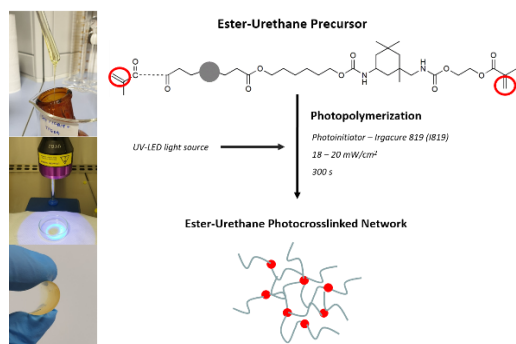 Ester-Urethane Precursor
O
C
O
C
O
C
O
O
C
N
H
O
H
N
C
O
O
O
C
O
Photopolymerization
Photoinitiator – Irgacure 819 (I819)
UV-LED light source
18 – 20 mW/cm²
300 s
Ester-Urethane Photocrosslinked Network